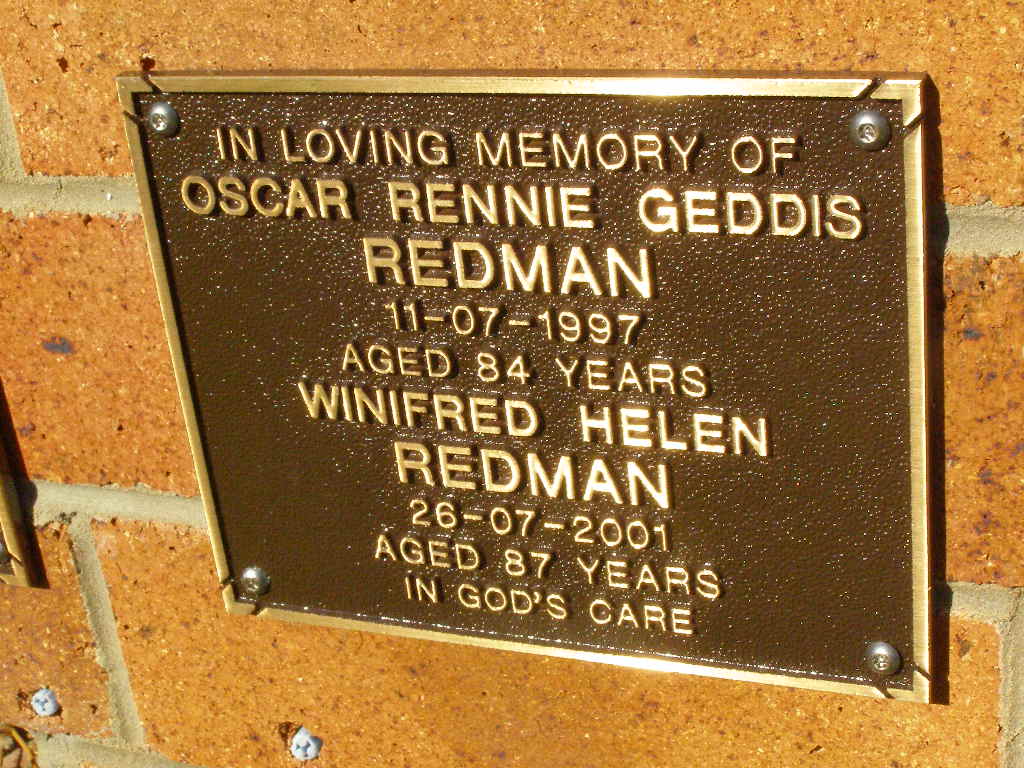 IN LOVING MEMORY OF
OSCAR RENNIE GEDDIS
REDMAN
11-07-1997
AGED 84 YEARS
WINIFRED HELEN
REDMAN
26-07-2001
AGED 87 YEARS
IN GOD'S CARE